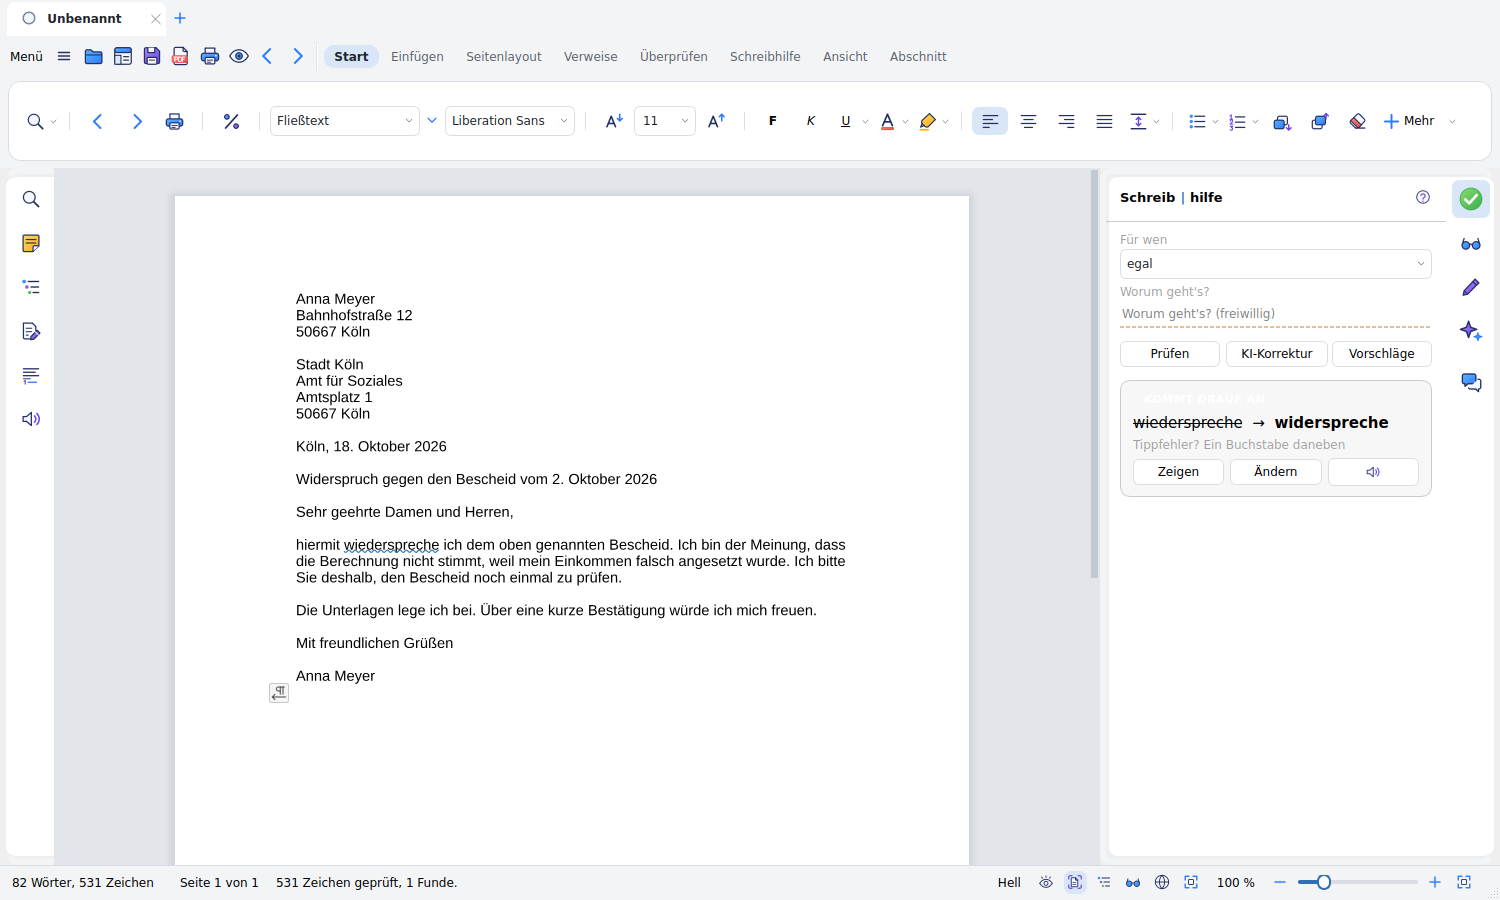 Unbenannt
Menü
Start Einfügen Seitenlayout Verweise Überprüfen Schreibhilfe Ansicht Abschnitt
Fließtext Liberation Sans 11 F K U Mehr
Schreib | hilfe
Für wen
egal
Worum geht's?
Worum geht's? (freiwillig)
Prüfen KI-Korrektur Vorschläge
KOMMT DRAUF AN
wiederspreche → widerspreche
Tippfehler? Ein Buchstabe daneben
Zeigen Ändern
Anna Meyer
Bahnhofstraße 12
50667 Köln
Stadt Köln
Amt für Soziales
Amtsplatz 1
50667 Köln
Köln, 18. Oktober 2026
Widerspruch gegen den Bescheid vom 2. Oktober 2026
Sehr geehrte Damen und Herren,
hiermit wiederspreche ich dem oben genannten Bescheid. Ich bin der Meinung, dass
die Berechnung nicht stimmt, weil mein Einkommen falsch angesetzt wurde. Ich bitte
Sie deshalb, den Bescheid noch einmal zu prüfen.
Die Unterlagen lege ich bei. Über eine kurze Bestätigung würde ich mich freuen.
Mit freundlichen Grüßen
Anna Meyer
82 Wörter, 531 Zeichen Seite 1 von 1 531 Zeichen geprüft, 1 Funde. Hell 100 %